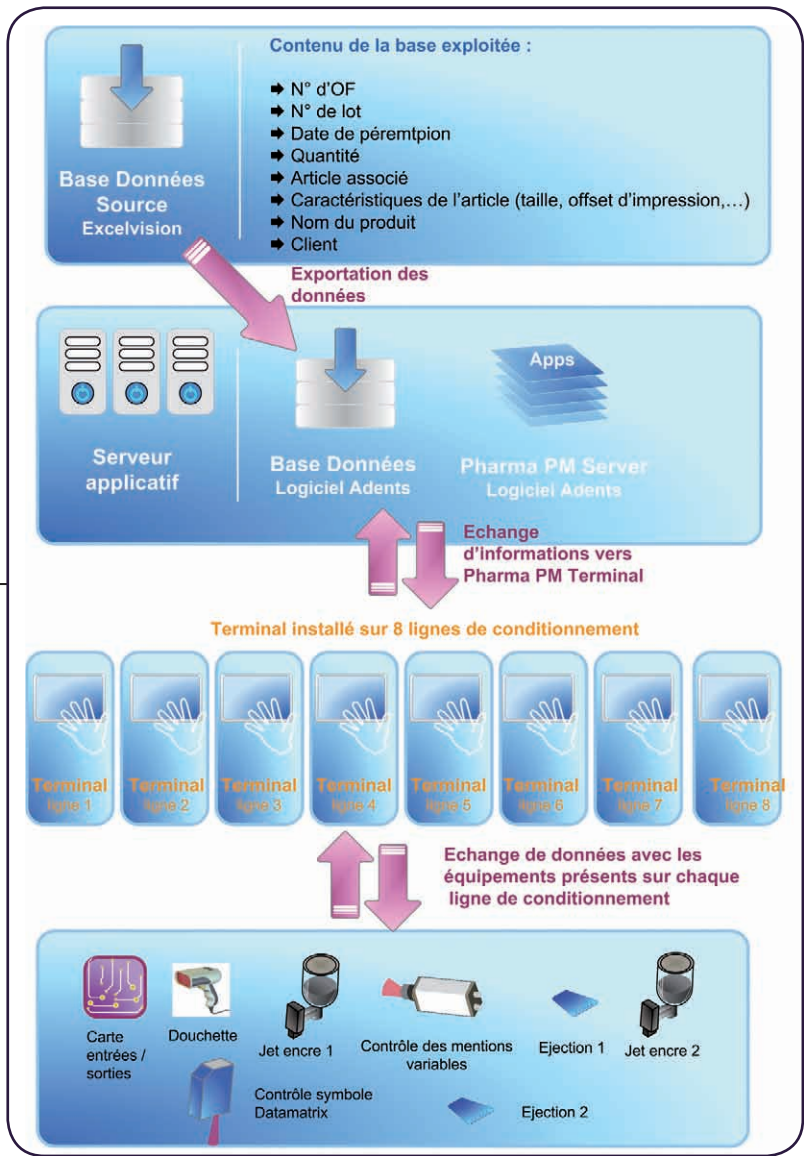 Contenu de la base exploitée :
➡ N° d'OF
➡ N° de lot
➡ Date de péremtpion
➡ Quantité
➡ Article associé
➡ Caractéristiques de l'article (taille, offset d'impression,...)
➡ Nom du produit
➡ Client
Base Données
Source
Excelvision
Exportation des
données
Serveur
applicatif
Base Données
Logiciel Adents
Apps
Pharma PM Server
Logiciel Adents
Echange
d'informations vers
Pharma PM Terminal
Terminal installé sur 8 lignes de conditionnement
Terminal
ligne 1
Terminal
ligne 2
Terminal
ligne 3
Terminal
ligne 4
Terminal
ligne 5
Terminal
ligne 6
Terminal
ligne 7
Terminal
ligne 8
Echange de données avec les
équipements présents sur chaque
ligne de conditionnement
Carte
entrées /
sorties
Douchette
Jet encre 1
Contrôle des mentions
variables
Ejection 1
Jet encre 2
Contrôle symbole
Datamatrix
Ejection 2